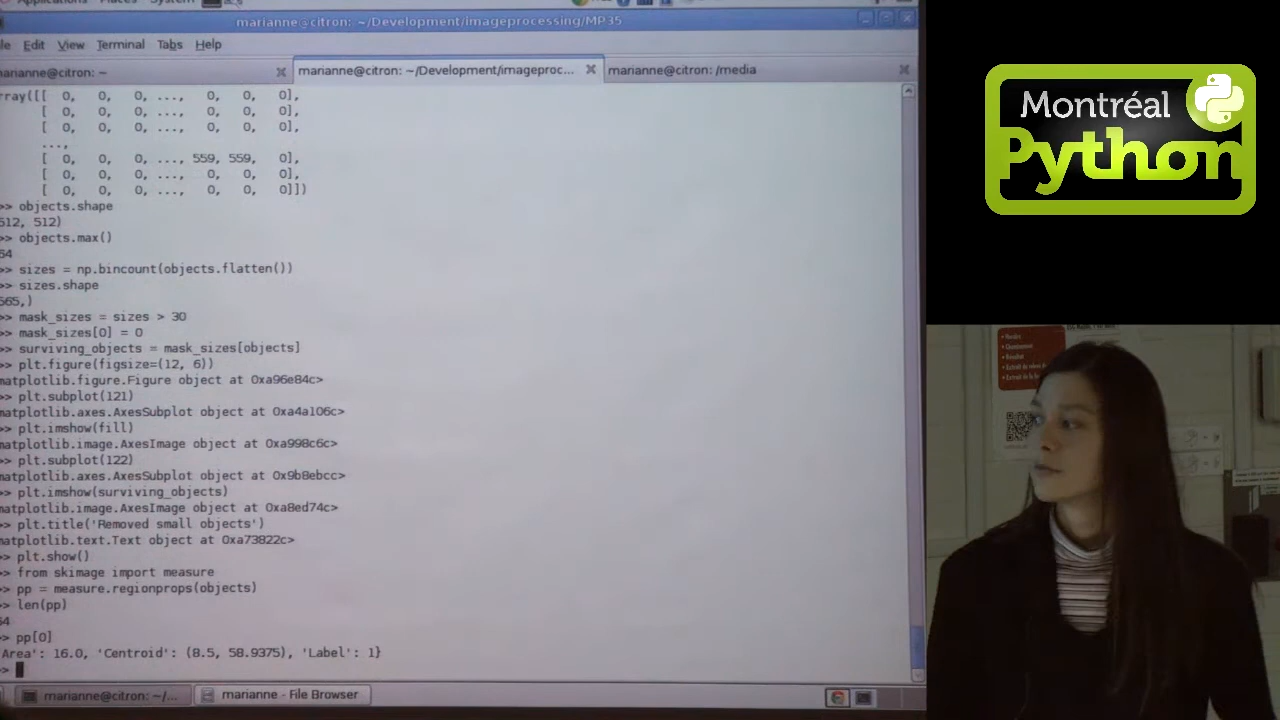 Applications Places System
marianne@citron: ~/Development/imageprocessing/MP35
le Edit View Terminal Tabs Help
marianne@citron: ~
marianne@citron: ~/Development/imageproc...
marianne@citron: /media
rray([[ 0, 0, 0, ..., 0, 0, 0],
[ 0, 0, 0, ..., 0, 0, 0],
[ 0, 0, 0, ..., 0, 0, 0],
...,
[ 0, 0, 0, ..., 559, 559, 0],
[ 0, 0, 0, ..., 0, 0, 0],
[ 0, 0, 0, ..., 0, 0, 0]])
>> objects.shape
512, 512)
>> objects.max()
64
>> sizes = np.bincount(objects.flatten())
>> sizes.shape
565,)
>> mask_sizes = sizes > 30
>> mask_sizes[0] = 0
>> surviving_objects = mask_sizes[objects]
>> plt.figure(figsize=(12, 6))
matplotlib.figure.Figure object at 0xa96e84c>
>> plt.subplot(121)
matplotlib.axes.AxesSubplot object at 0xa4a106c>
>> plt.imshow(fill)
matplotlib.image.AxesImage object at 0xa998c6c>
>> plt.subplot(122)
matplotlib.axes.AxesSubplot object at 0x9b8ebcc>
>> plt.imshow(surviving_objects)
matplotlib.image.AxesImage object at 0xa8ed74c>
>> plt.title('Removed small objects')
matplotlib.text.Text object at 0xa73822c>
>> plt.show()
>> from skimage import measure
>> pp = measure.regionprops(objects)
>> len(pp)
64
>> pp[0]
'Area': 16.0, 'Centroid': (8.5, 58.9375), 'Label': 1}
>>
marianne@citron: ~/...
marianne - File Browser
Montréal
Python